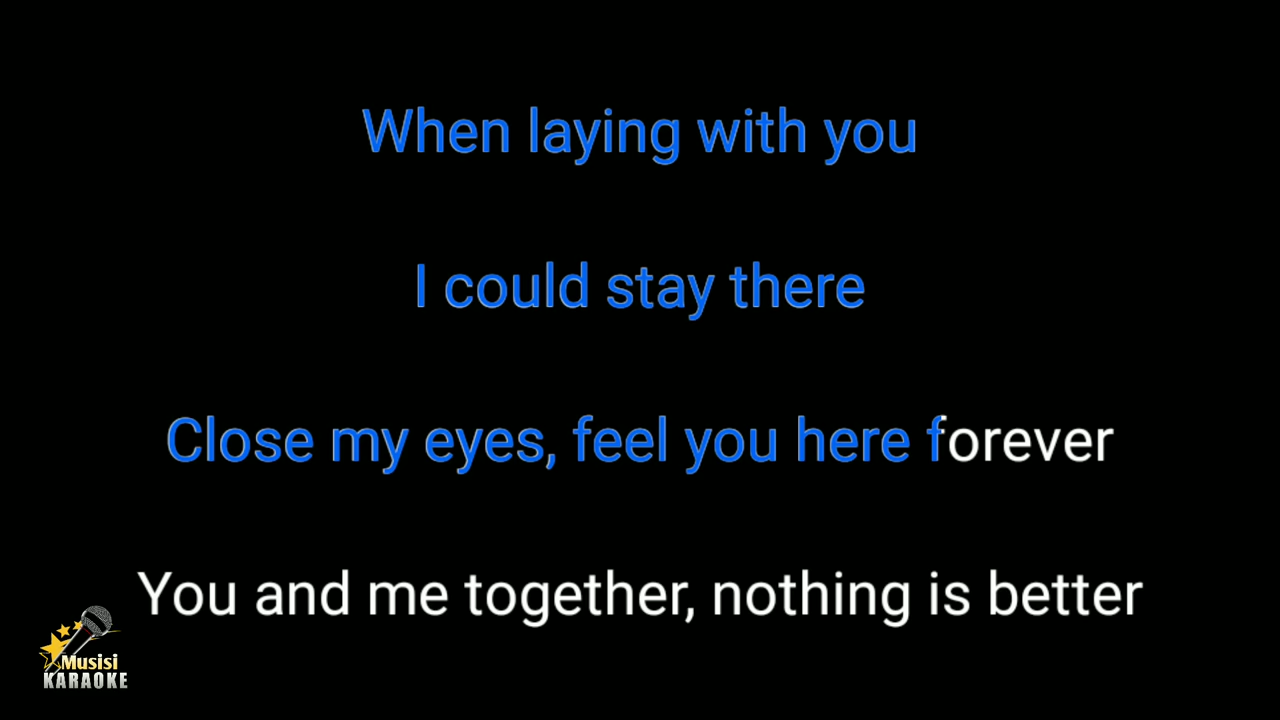 When laying with you
I could stay there
Close my eyes, feel you here forever
You and me together, nothing is better
Musisi
KARAOKE